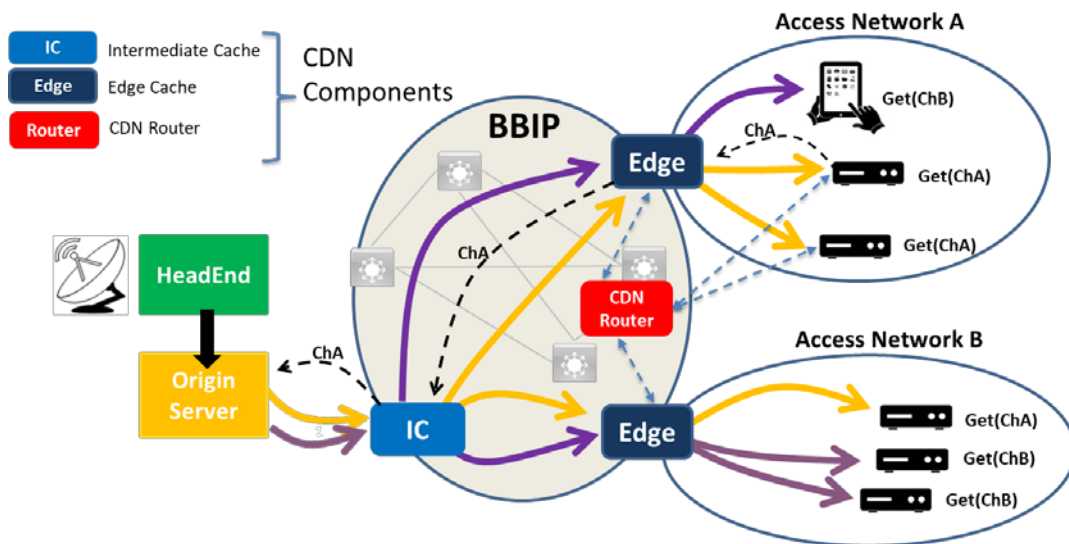 Access Network A
IC Intermediate Cache
Edge Edge Cache
Router CDN Router
CDN
Components
BBIP
Get(ChB)
ChA
Edge
Get(ChA)
Get(ChA)
ChA
HeadEnd
CDN
Router
ChA
Origin
Server
IC
Edge
Access Network B
Get(ChA)
Get(ChB)
Get(ChB)